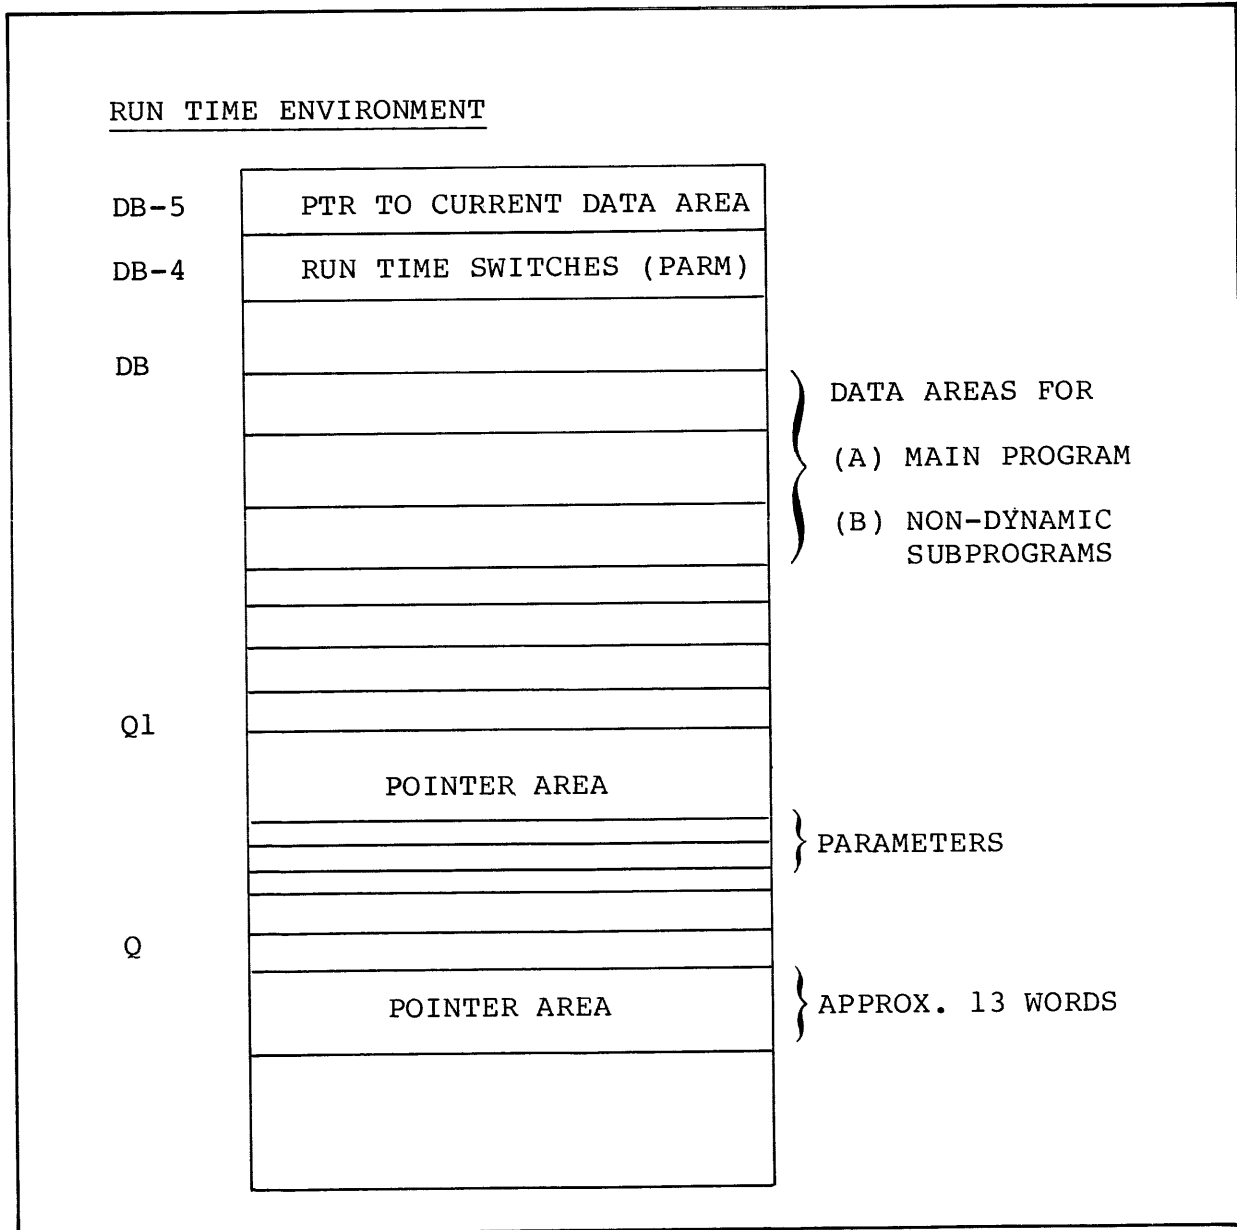 RUN TIME ENVIRONMENT
DB-5 PTR TO CURRENT DATA AREA
DB-4 RUN TIME SWITCHES (PARM)
DB
DATA AREAS FOR
(A) MAIN PROGRAM
(B) NON-DYNAMIC
SUBPROGRAMS
Q1
POINTER AREA
PARAMETERS
Q
POINTER AREA
APPROX. 13 WORDS